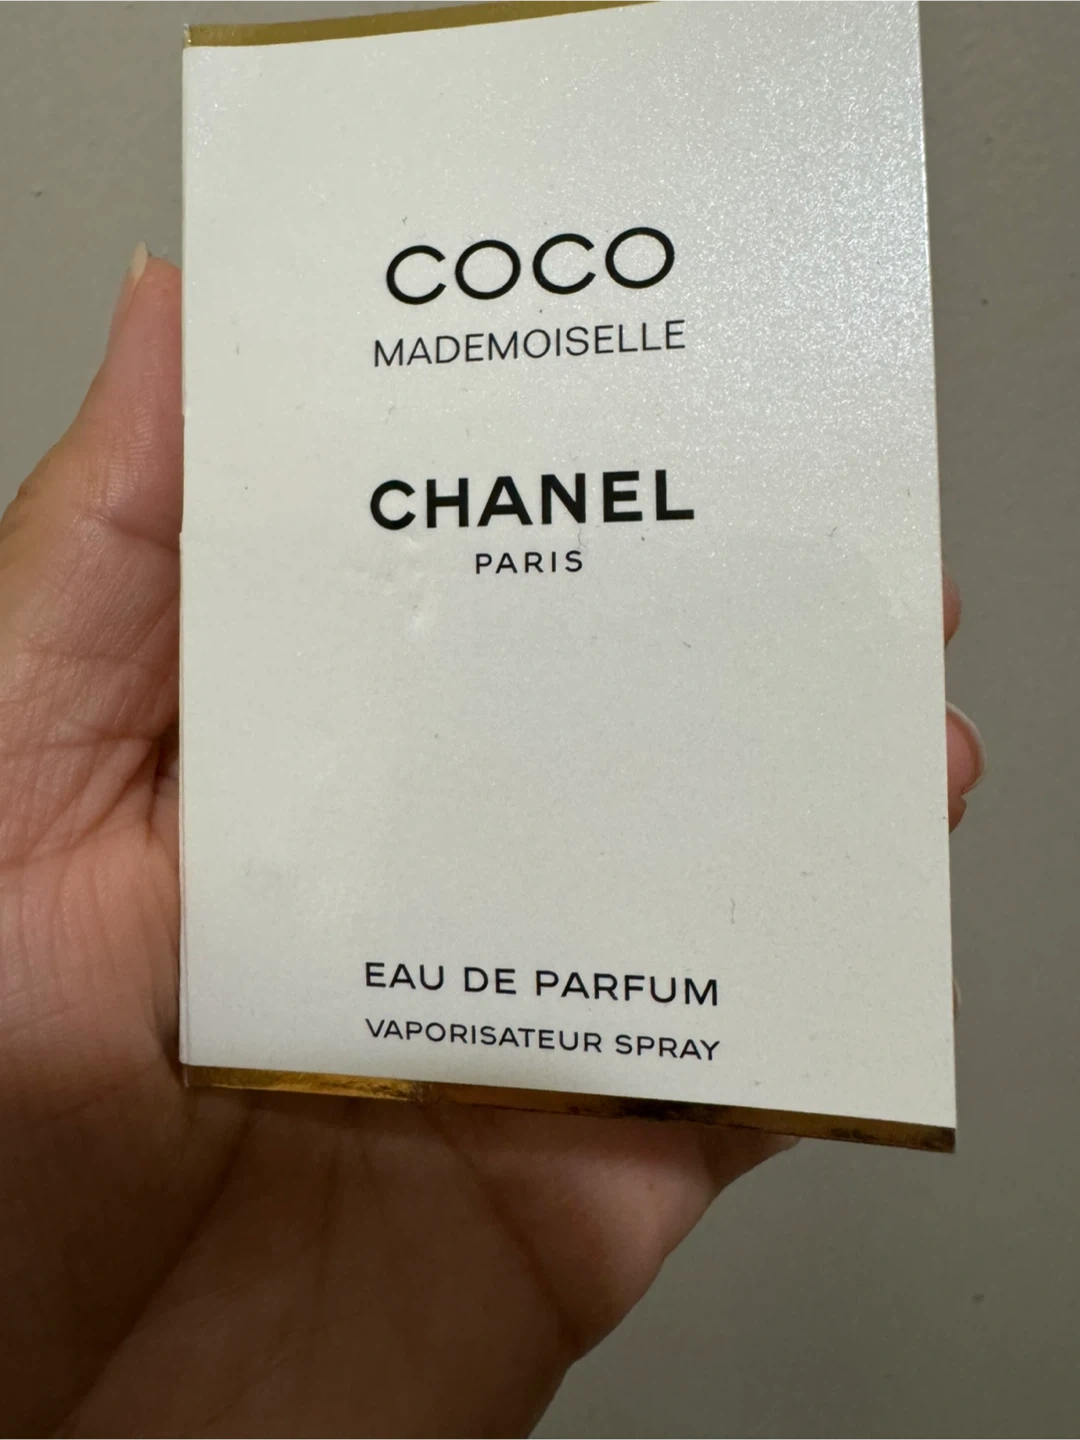 COCO
MADEMOISELLE
CHANEL
PARIS
EAU DE PARFUM
VAPORISATEUR SPRAY